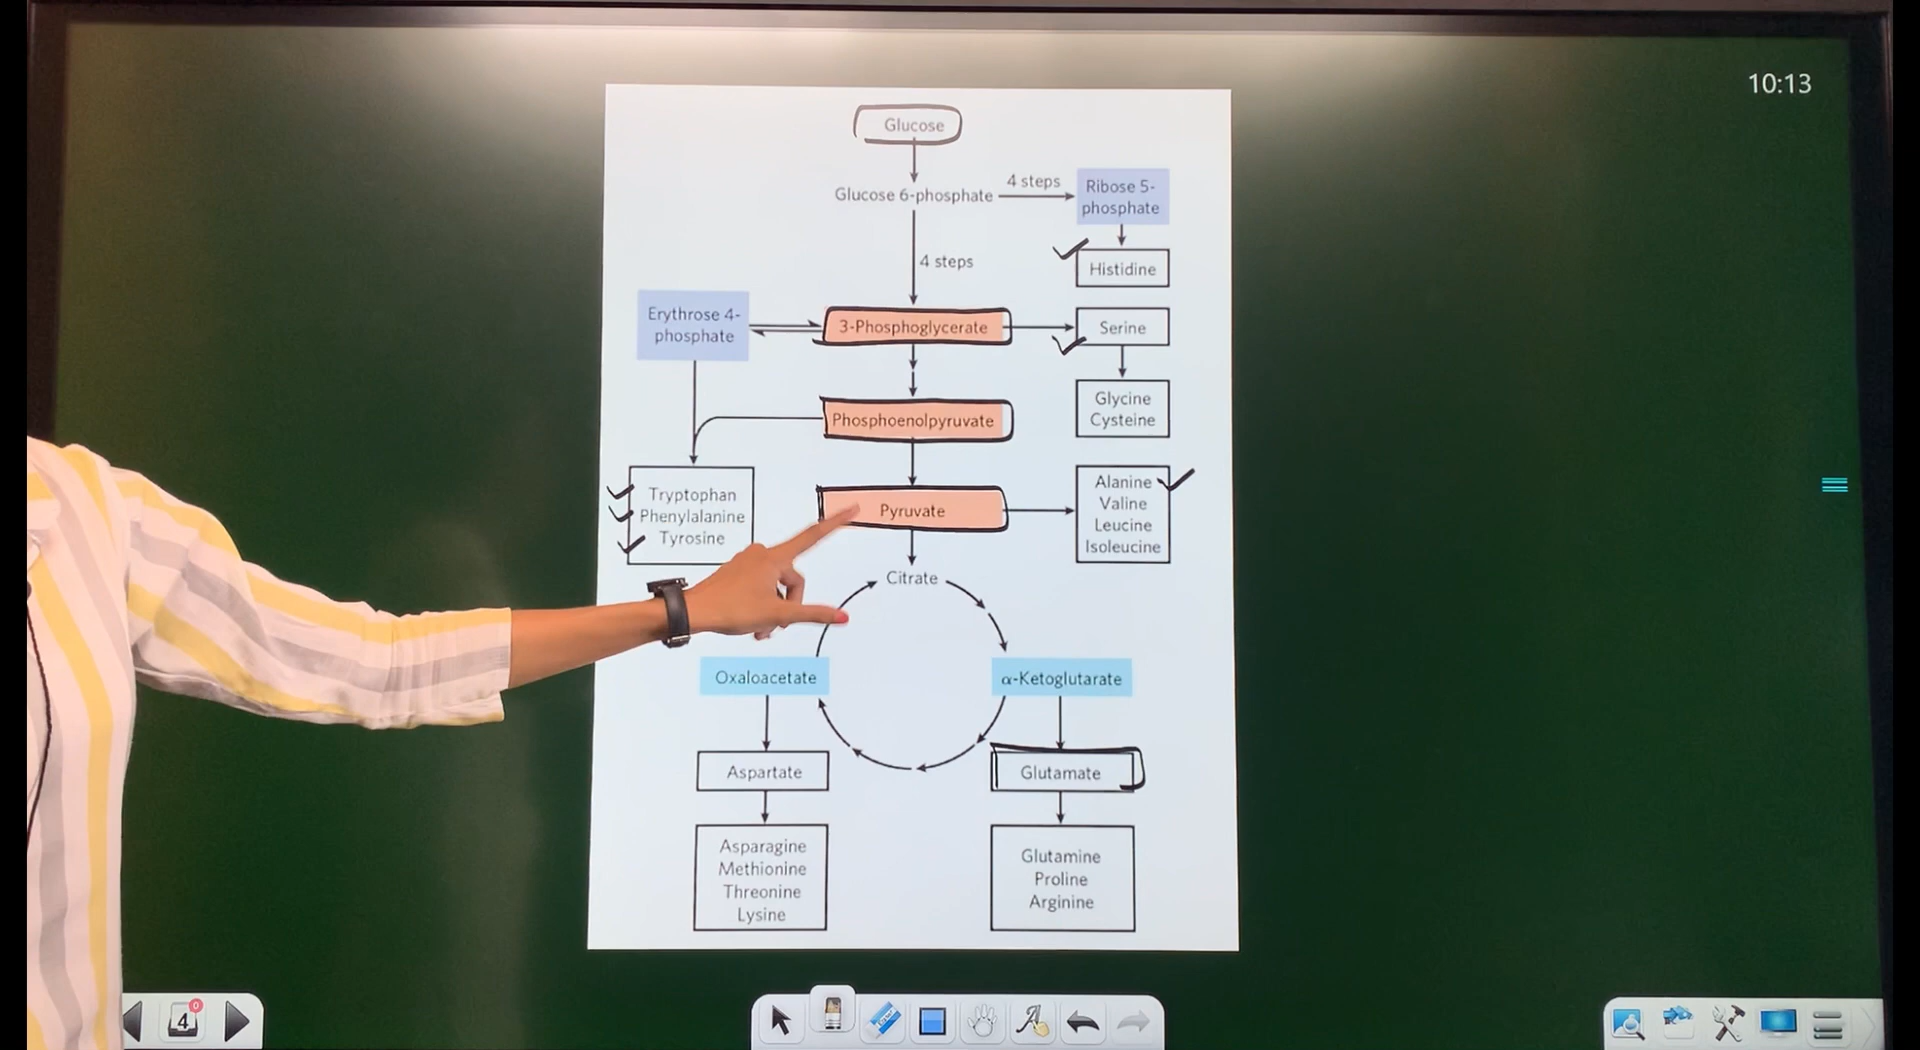 10:13
Glucose
Glucose 6-phosphate
4 steps
Ribose 5-
phosphate
4 steps
Histidine
Erythrose 4-
phosphate
3-Phosphoglycerate
Serine
Glycine
Cysteine
Phosphoenolpyruvate
Tryptophan
Phenylalanine
Tyrosine
Pyruvate
Alanine
Valine
Leucine
Isoleucine
Citrate
Oxaloacetate
α-Ketoglutarate
Aspartate
Glutamate
Asparagine
Methionine
Threonine
Lysine
Glutamine
Proline
Arginine
4
0